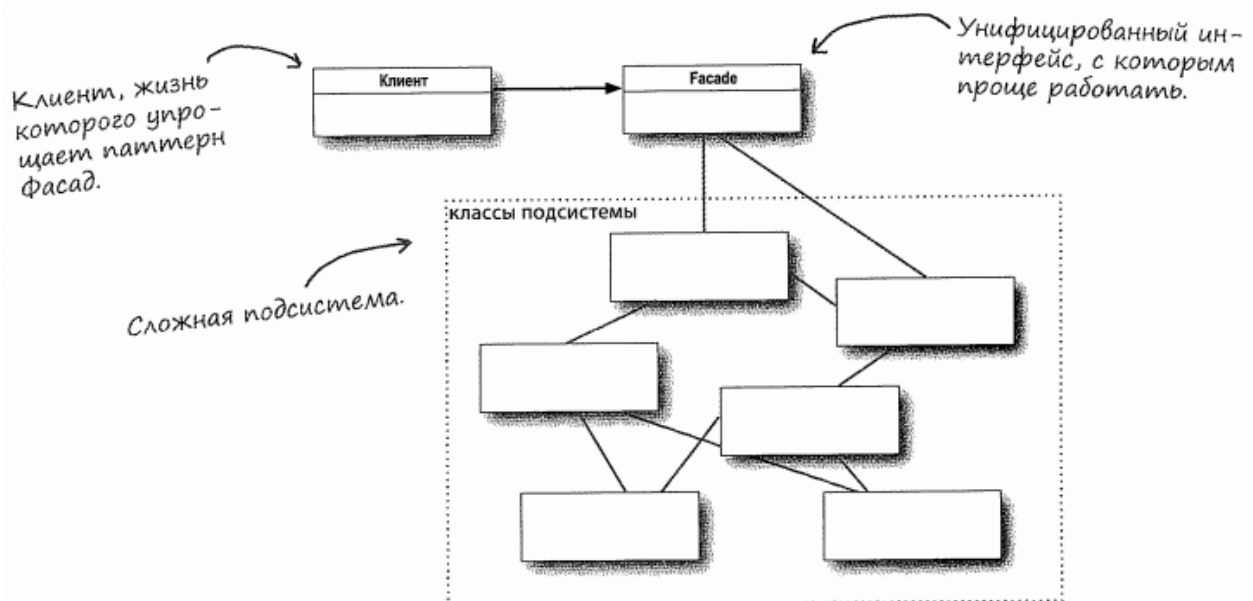 Унифицированный ин-
терфейс, с которым
проще работать.
Клиент
Facade
Клиент, жизнь
которого упро-
щает паттерн
Фасад.
классы подсистемы
Сложная подсистема.